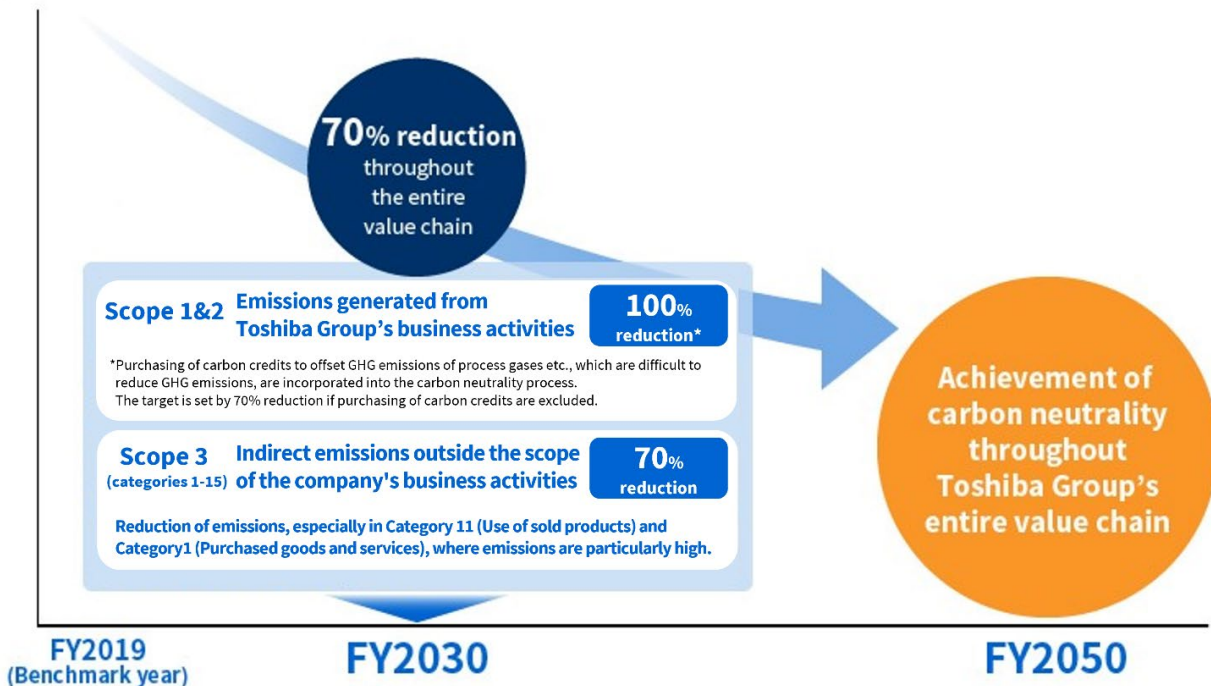 70% reduction
throughout
the entire
value chain
Scope 1&2
Emissions generated from
Toshiba Group's business activities
100%
reduction*
*Purchasing of carbon credits to offset GHG emissions of process gases etc., which are difficult to
reduce GHG emissions, are incorporated into the carbon neutrality process.
The target is set by 70% reduction if purchasing of carbon credits are excluded.
Scope 3
(categories 1-15)
Indirect emissions outside the scope
of the company's business activities
70%
reduction
Reduction of emissions, especially in Category 11 (Use of sold products) and
Category1 (Purchased goods and services), where emissions are particularly high.
Achievement of
carbon neutrality
throughout
Toshiba Group's
entire value chain
FY2019
(Benchmark year)
FY2030
FY2050